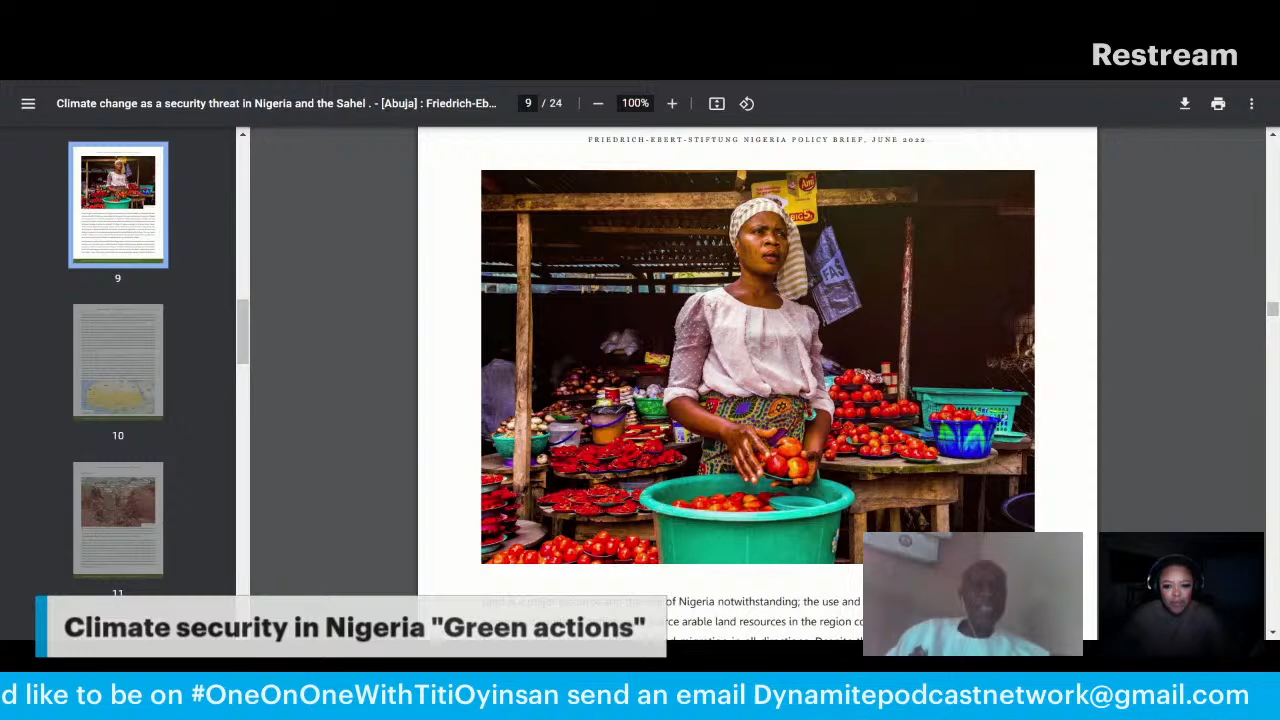 Restream
Climate change as a security threat in Nigeria and the Sahel . - [Abuja] : Friedrich-Eb...
9 / 24
100%
FRIEDRICH-EBERT-STIFTUNG NIGERIA POLICY BRIEF, JUNE 2022
Ami
BIG5
FAS
9
10
11
of Nigeria notwithstanding; the use and
arable land resources in the region
Climate security in Nigeria "Green actions"
d like to be on #OneOnOneWithTitiOyinsan send an email Dynamitepodcastnetwork@gmail.com